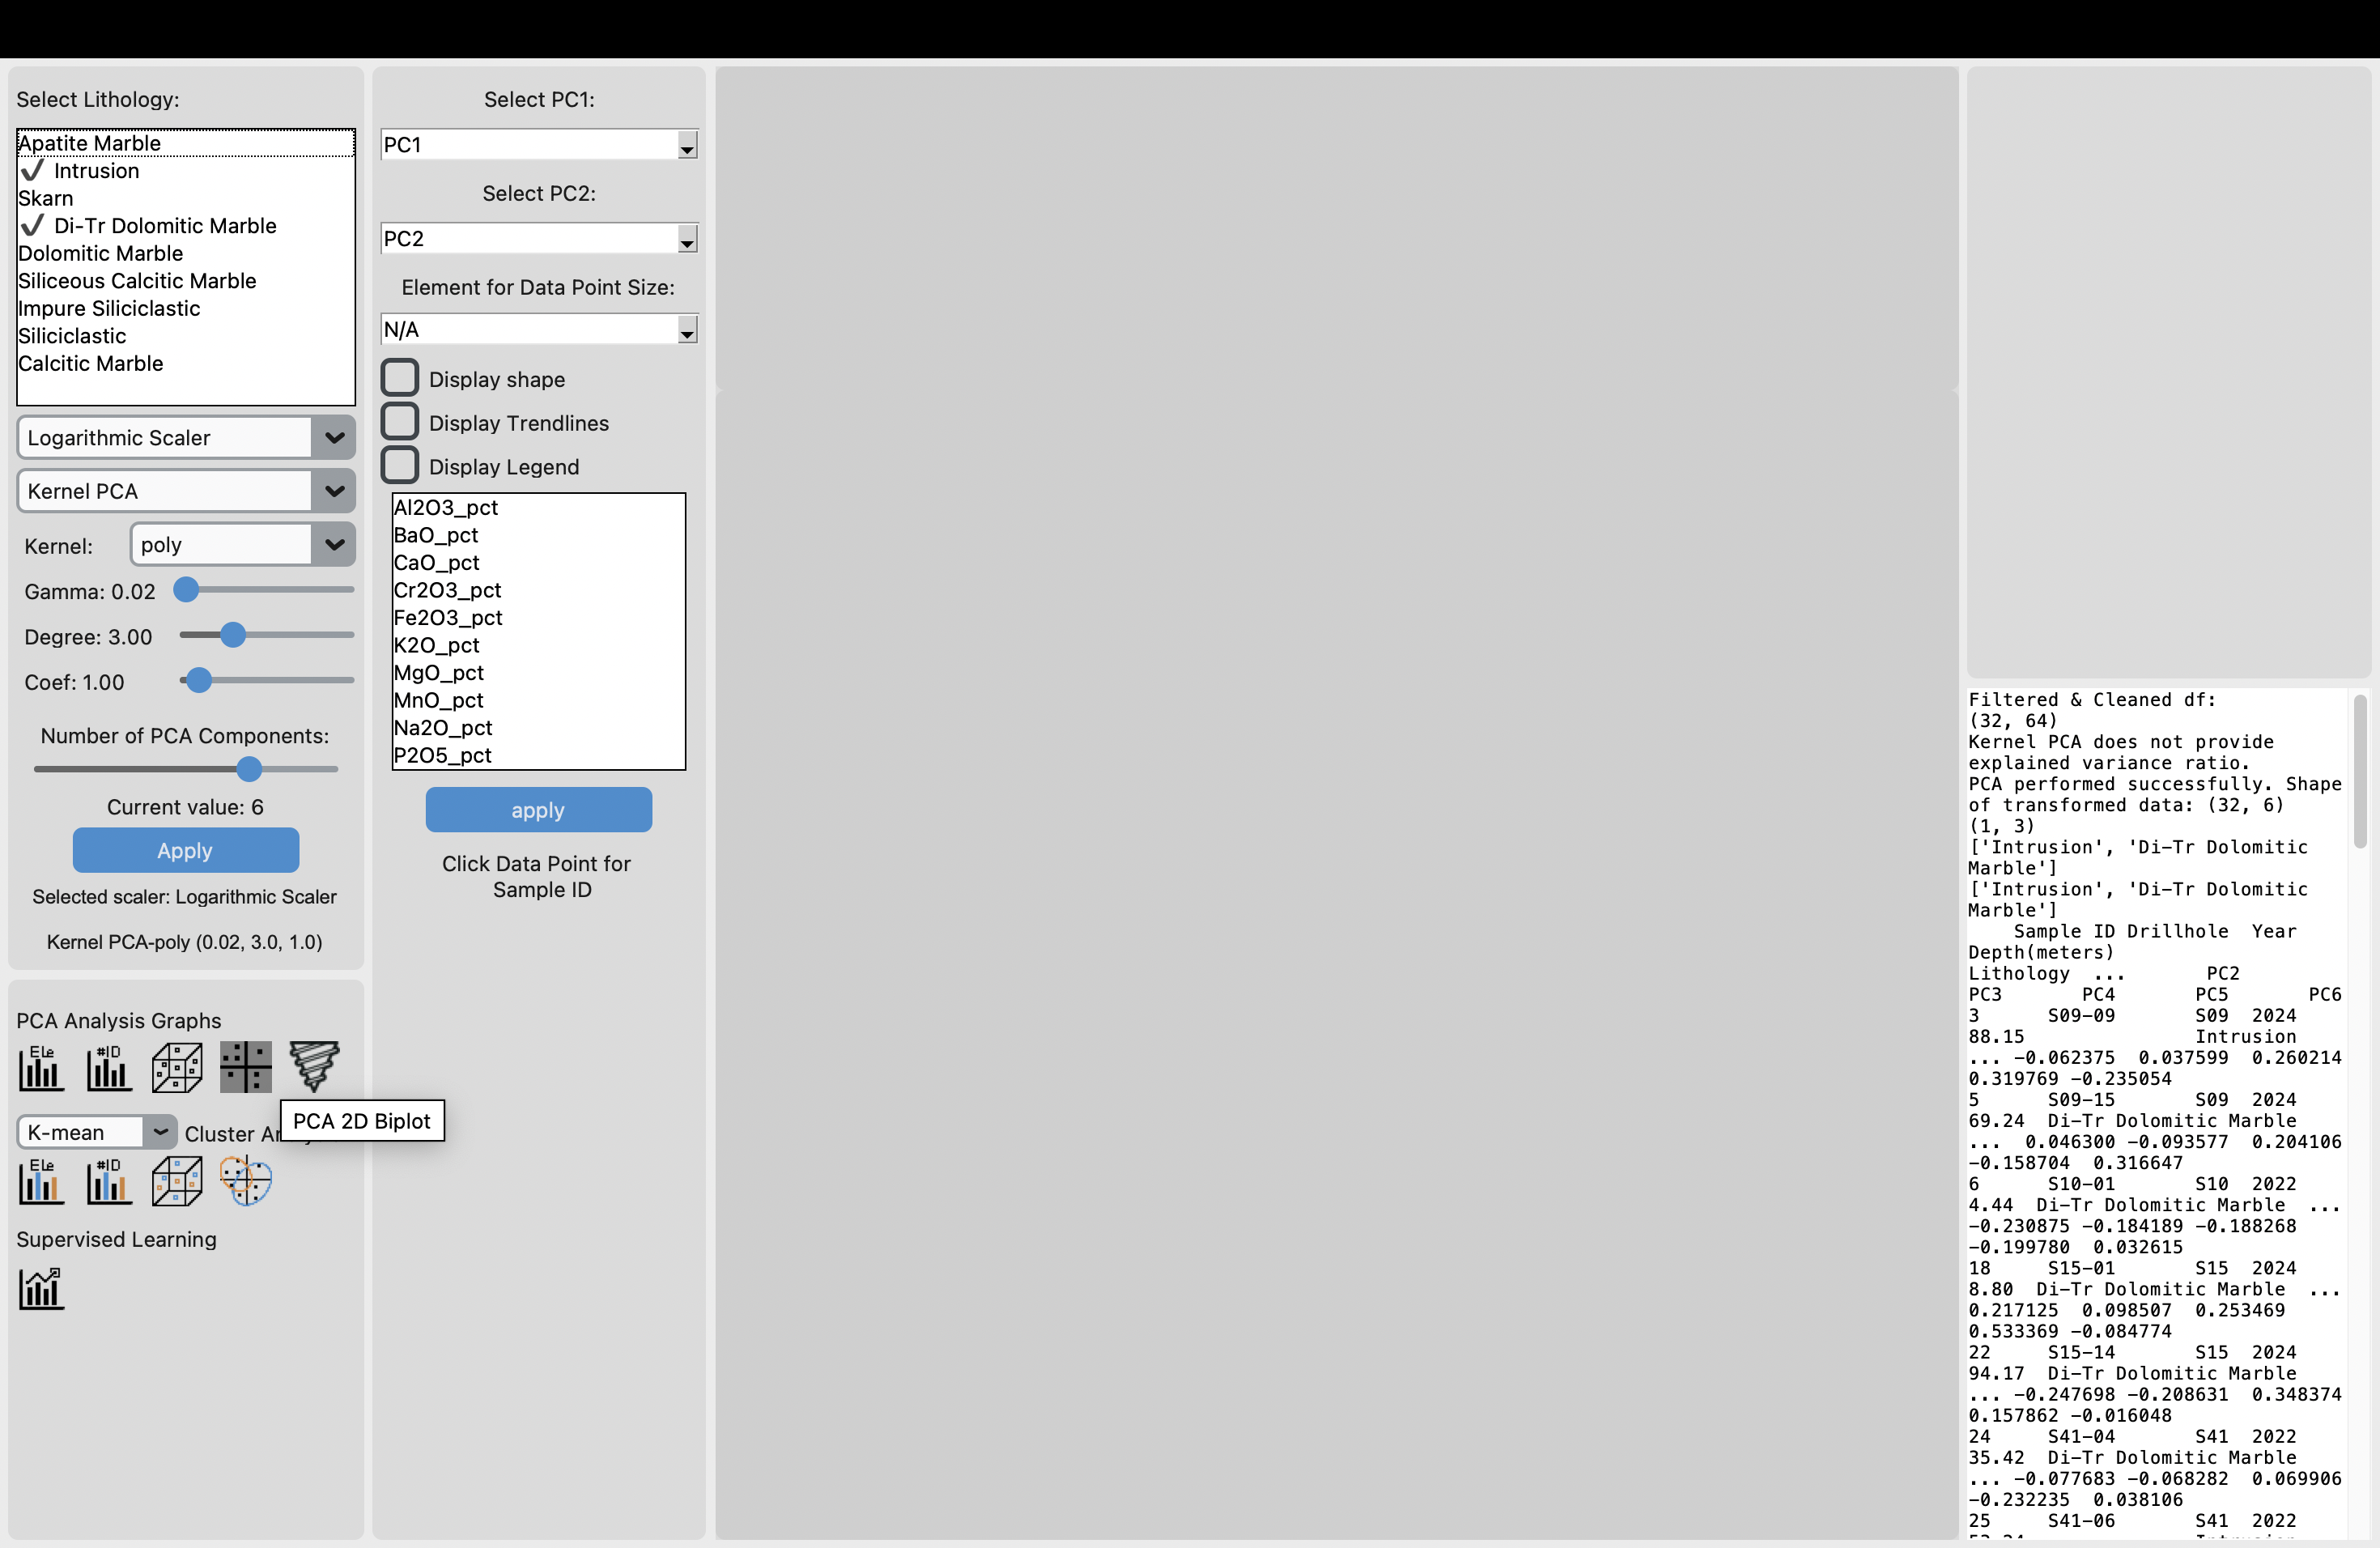 Select Lithology:
Apatite Marble
✓ Intrusion
Skarn
✓ Di-Tr Dolomitic Marble
Dolomitic Marble
Siliceous Calcitic Marble
Impure Siliciclastic
Siliciclastic
Calcitic Marble
Logarithmic Scaler
Kernel PCA
Kernel: poly
Gamma: 0.02
Degree: 3.00
Coef: 1.00
Number of PCA Components:
Current value: 6
Apply
Selected scaler: Logarithmic Scaler
Kernel PCA-poly (0.02, 3.0, 1.0)
PCA Analysis Graphs
ELe #ID
PCA 2D Biplot
K-mean Cluster
ELe #ID
Supervised Learning
Select PC1:
PC1
Select PC2:
PC2
Element for Data Point Size:
N/A
Display shape
Display Trendlines
Display Legend
Al2O3_pct
BaO_pct
CaO_pct
Cr2O3_pct
Fe2O3_pct
K2O_pct
MgO_pct
MnO_pct
Na2O_pct
P2O5_pct
apply
Click Data Point for
Sample ID
Filtered & Cleaned df:
(32, 64)
Kernel PCA does not provide
explained variance ratio.
PCA performed successfully. Shape
of transformed data: (32, 6)
(1, 3)
['Intrusion', 'Di-Tr Dolomitic
Marble']
['Intrusion', 'Di-Tr Dolomitic
Marble']
Sample ID Drillhole Year
Depth(meters)
Lithology ... PC2
PC3 PC4 PC5 PC6
3 S09-09 S09 2024
88.15 Intrusion
... -0.062375 0.037599 0.260214
0.319769 -0.235054
5 S09-15 S09 2024
69.24 Di-Tr Dolomitic Marble
... 0.046300 -0.093577 0.204106
-0.158704 0.316647
6 S10-01 S10 2022
4.44 Di-Tr Dolomitic Marble ...
-0.230875 -0.184189 -0.188268
-0.199780 0.032615
18 S15-01 S15 2024
8.80 Di-Tr Dolomitic Marble ...
0.217125 0.098507 0.253469
0.533369 -0.084774
22 S15-14 S15 2024
94.17 Di-Tr Dolomitic Marble
... -0.247698 -0.208631 0.348374
0.157862 -0.016048
24 S41-04 S41 2022
35.42 Di-Tr Dolomitic Marble
... -0.077683 -0.068282 0.069906
-0.232235 0.038106
25 S41-06 S41 2022